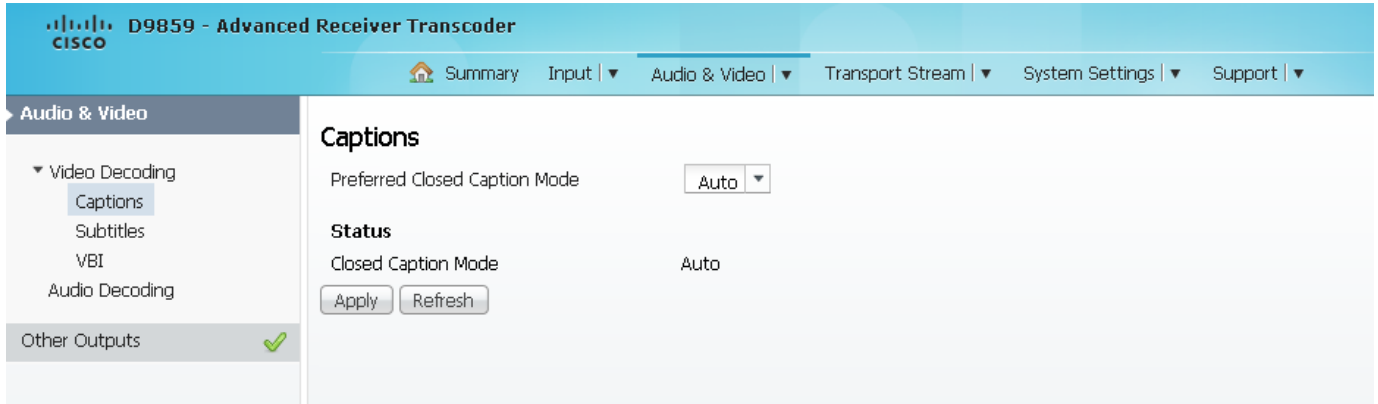 CISCO D9859 - Advanced Receiver Transcoder
Summary Input | ▼ Audio & Video | ▼ Transport Stream | ▼ System Settings | ▼ Support | ▼
Audio & Video
Video Decoding
Captions
Subtitles
VBI
Audio Decoding
Other Outputs
Captions
Preferred Closed Caption Mode Auto
Status
Closed Caption Mode Auto
Apply Refresh